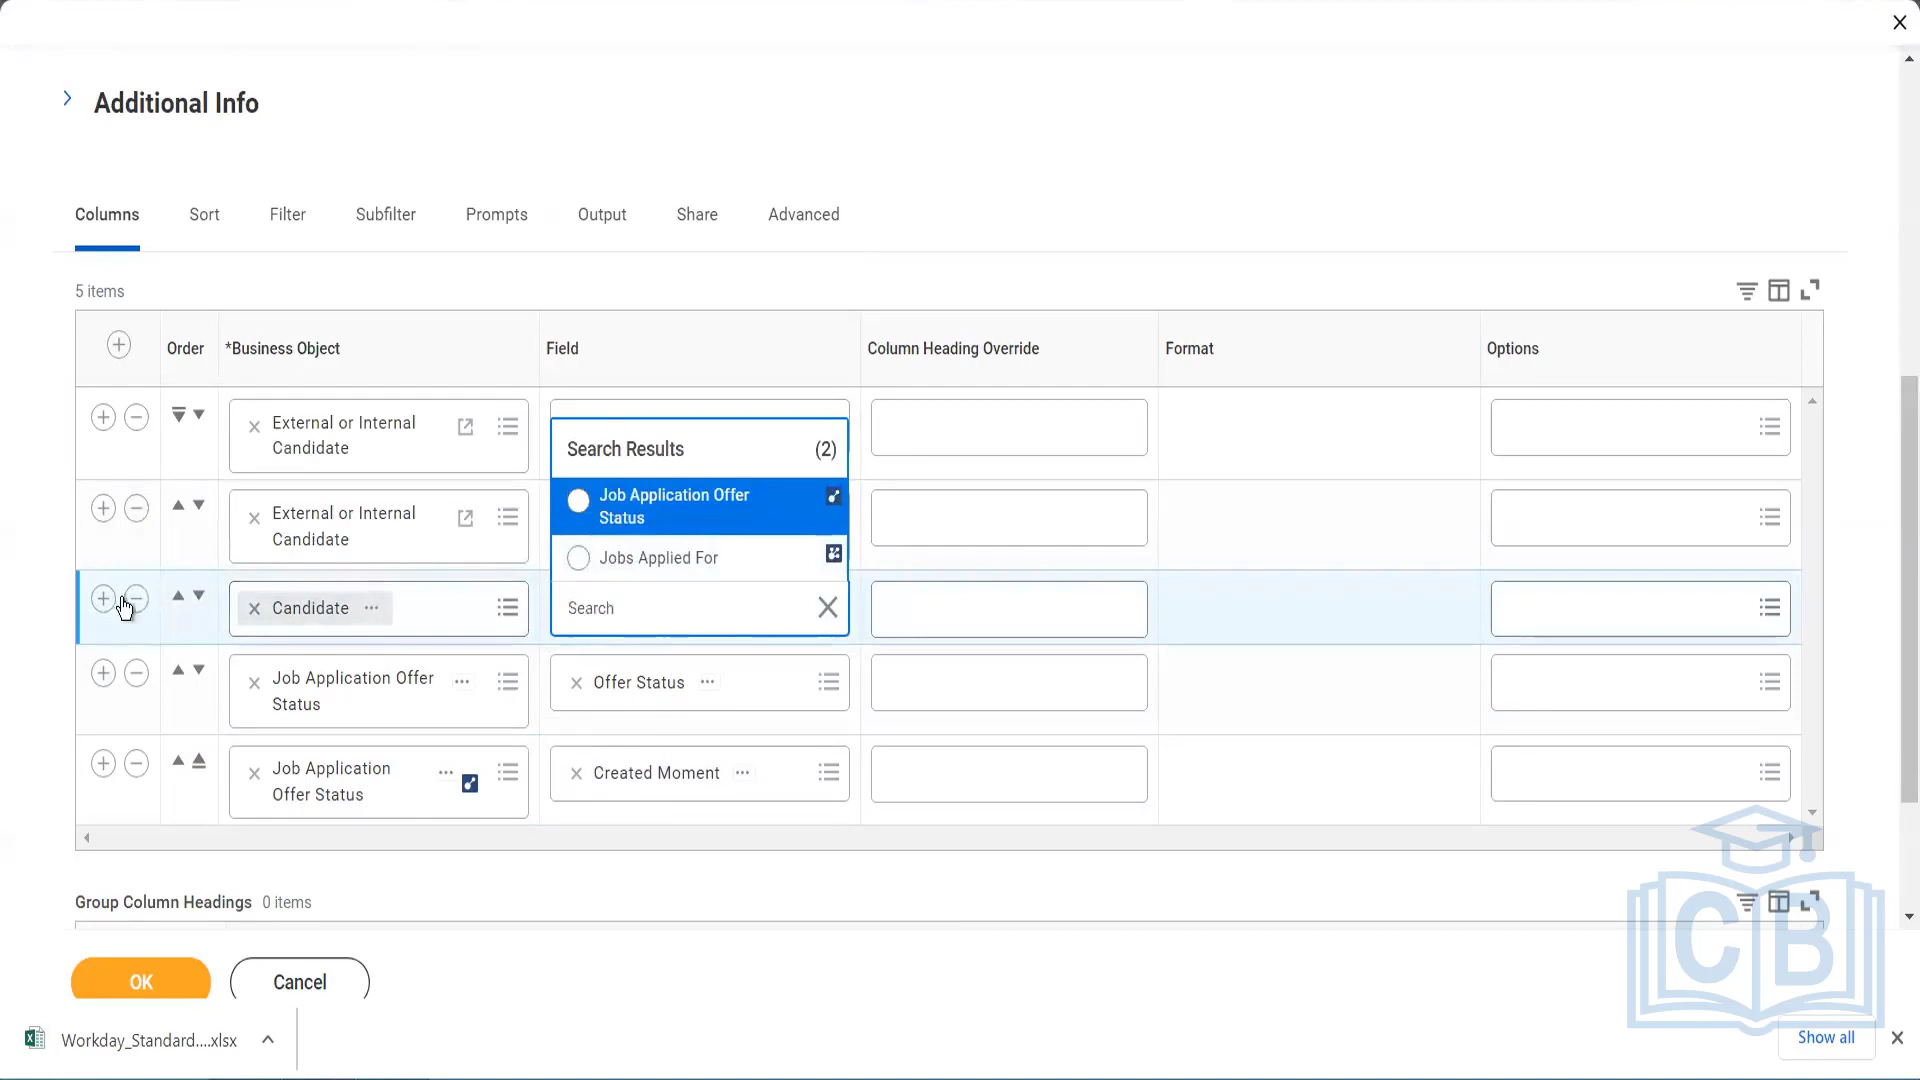 Additional Info
Columns
Sort
Filter
Subfilter
Prompts
Output
Share
Advanced
5 items
Order
*Business Object
Field
Column Heading Override
Format
Options
External or Internal
Candidate
Search Results
(2)
Job Application Offer
Status
Jobs Applied For
Search
External or Internal
Candidate
Candidate
Job Application Offer
Status
Offer Status
Job Application
Offer Status
Created Moment
Group Column Headings 0 items
OK
Cancel
Workday_Standard....xlsx
Show all
CB